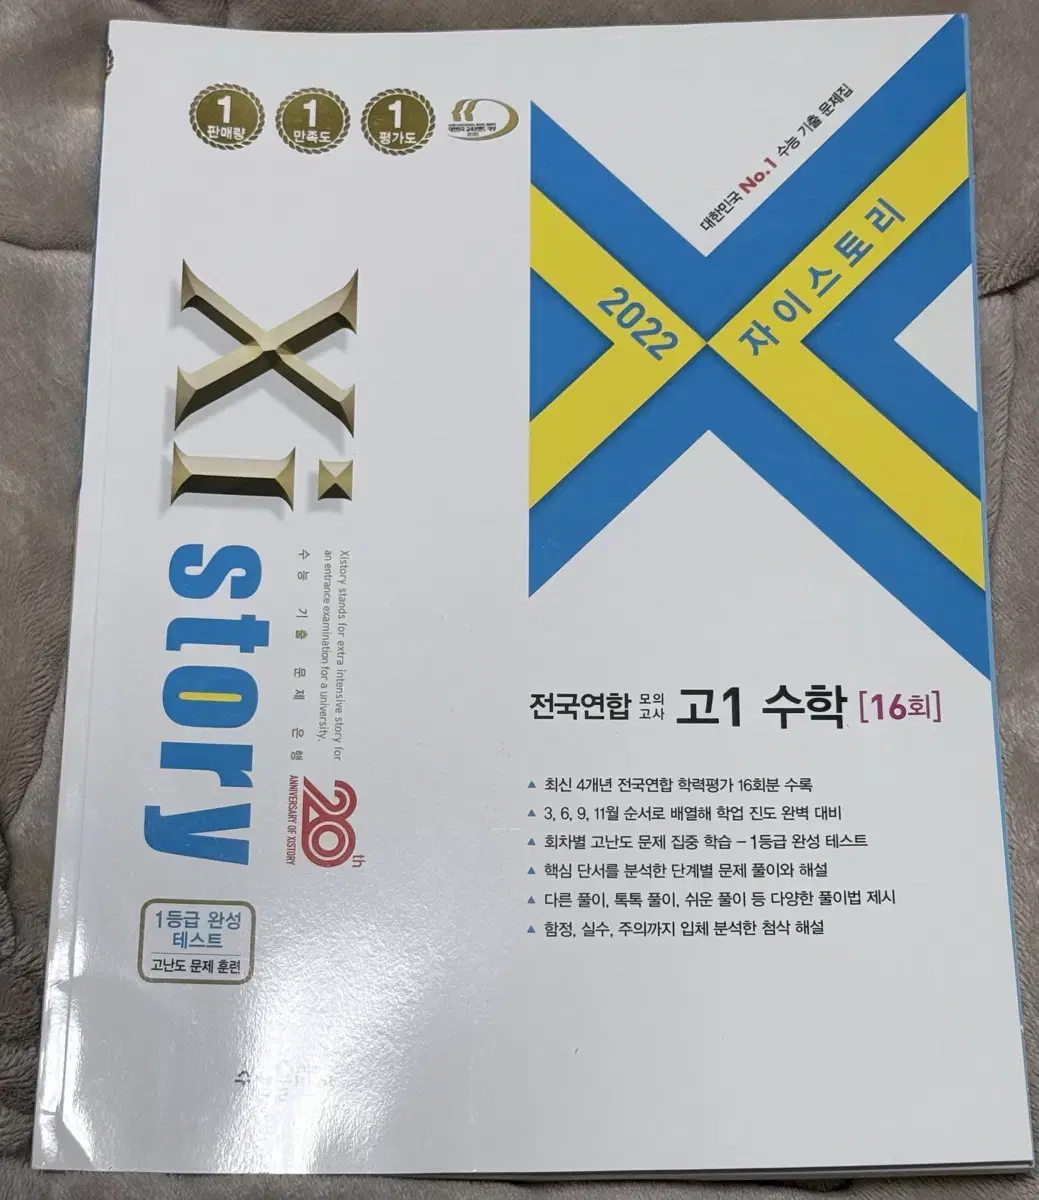 1
판매량
1
만족도
1
평가도
대한민국 No.1 수능 기출 문제집
2022
자이스토리
Xi story
Xistory stands for extra intensive story for
an entrance examination for a university.
수능 기출 문제 은행
20th
ANNIVERSARY OF XISTORY
1등급 완성
테스트
고난도 문제 훈련
전국연합 모의고사 고1 수학 [16회]
▲ 최신 4개년 전국연합 학력평가 16회분 수록
▲ 3, 6, 9, 11월 순서로 배열해 학업 진도 완벽 대비
▲ 회차별 고난도 문제 집중 학습 – 1등급 완성 테스트
▲ 핵심 단서를 분석한 단계별 문제 풀이와 해설
▲ 다른 풀이, 톡톡 풀이, 쉬운 풀이 등 다양한 풀이법 제시
▲ 함정, 실수, 주의까지 입체 분석한 첨삭 해설